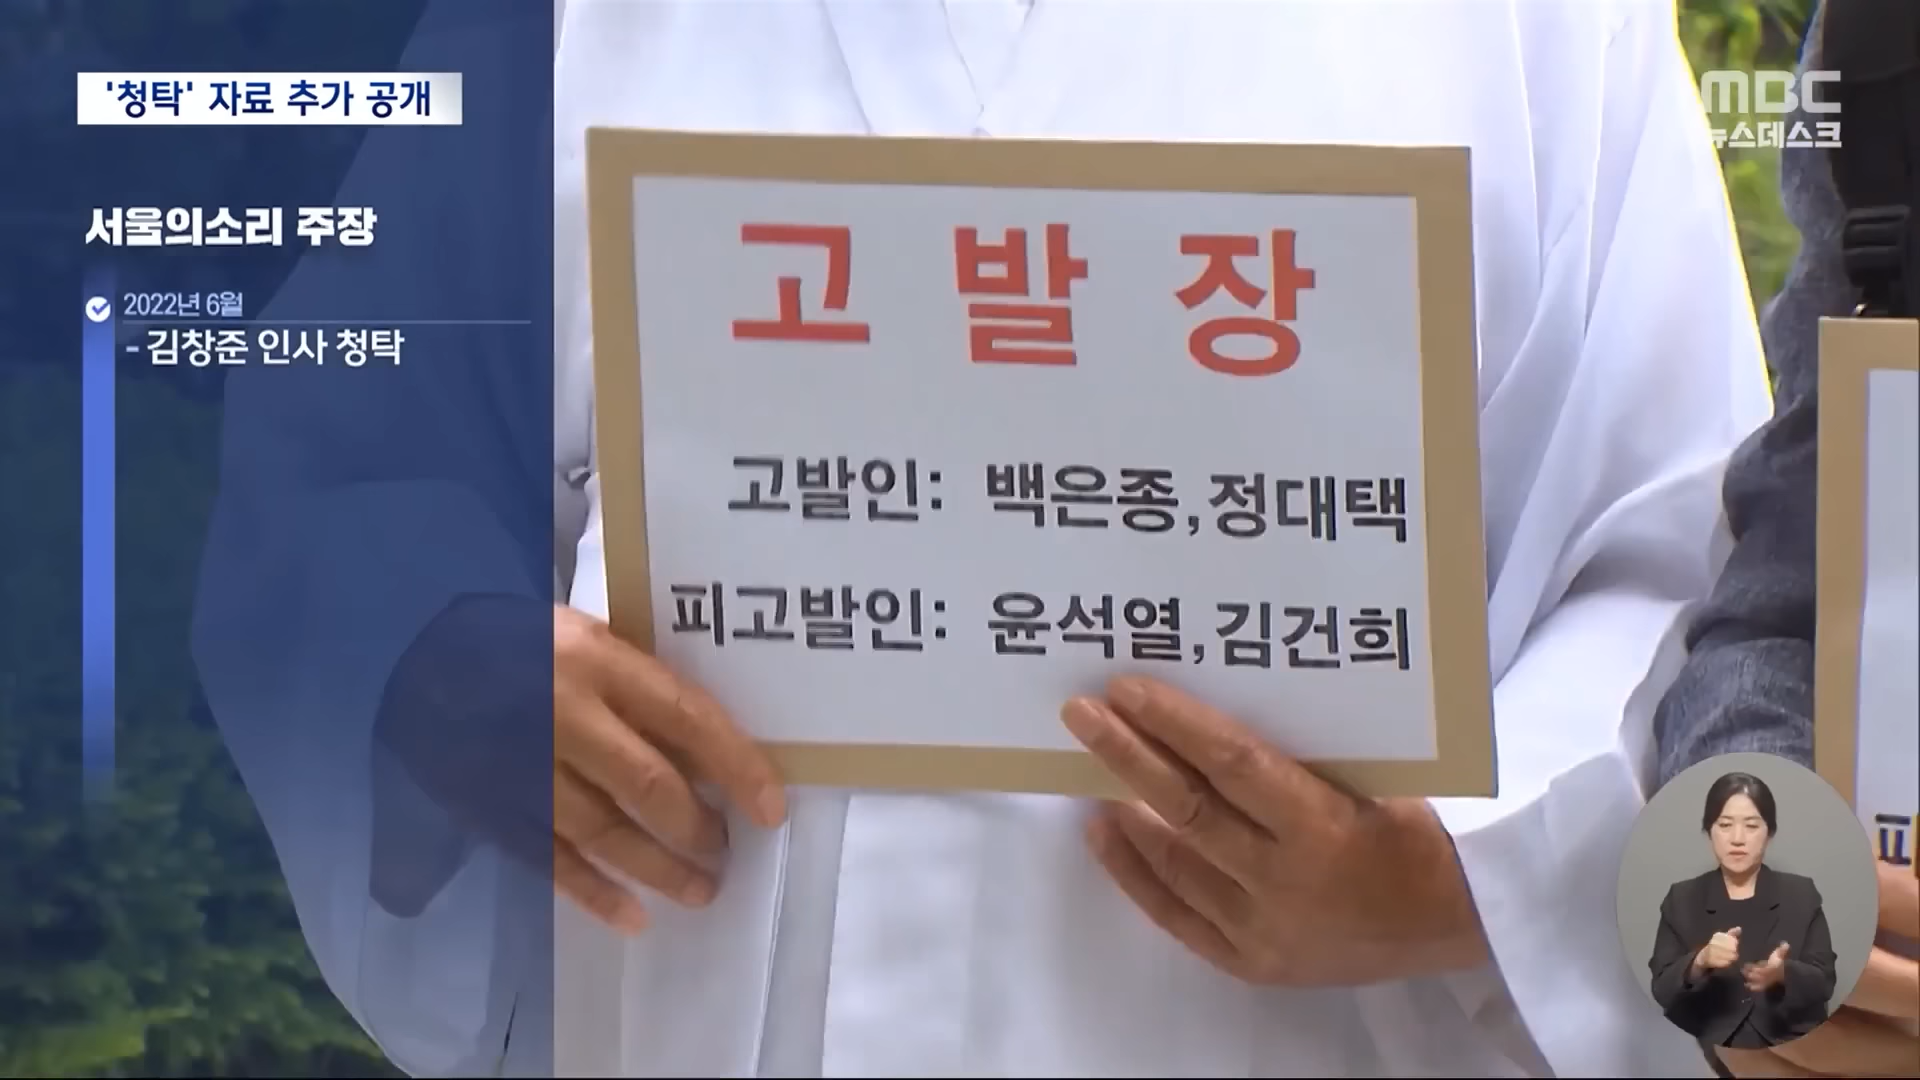 '청탁' 자료 추가 공개
MBC
뉴스데스크
서울의소리 주장
2022년 6월
- 김창준 인사 청탁
고 발 장
고발인: 백은종,정대택
피고발인: 윤석열,김건희
피